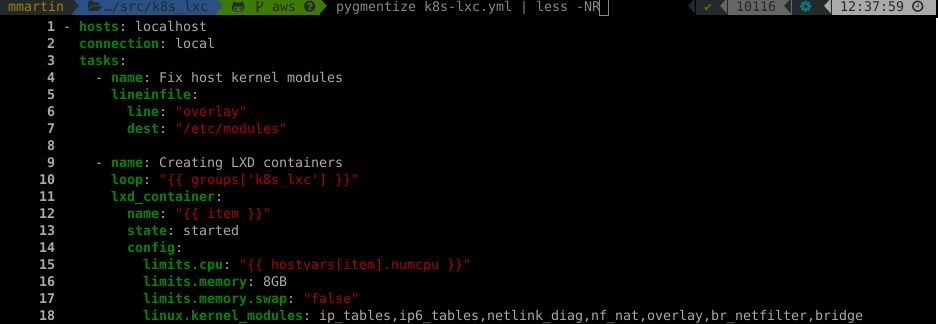 mmartin …/src/k8s_lxc aws ? pygmentize k8s-lxc.yml | less -NR ✔ 10116 12:37:59
1 - hosts: localhost
2   connection: local
3   tasks:
4     - name: Fix host kernel modules
5       lineinfile:
6         line: "overlay"
7         dest: "/etc/modules"
8
9     - name: Creating LXD containers
10       loop: "{{ groups['k8s_lxc'] }}"
11       lxd_container:
12         name: "{{ item }}"
13         state: started
14         config:
15           limits.cpu: "{{ hostvars[item].numcpu }}"
16           limits.memory: 8GB
17           limits.memory.swap: "false"
18           linux.kernel_modules: ip_tables,ip6_tables,netlink_diag,nf_nat,overlay,br_netfilter,bridge